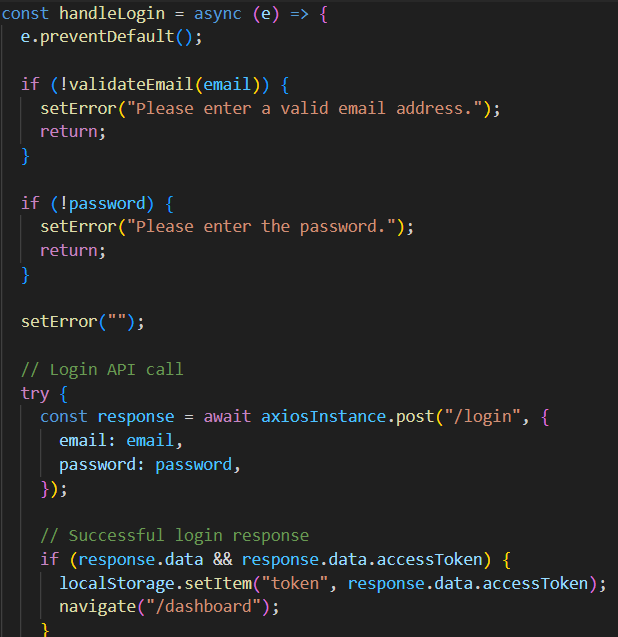 const handleLogin = async (e) => {
  e.preventDefault();

  if (!validateEmail(email)) {
    setError("Please enter a valid email address.");
    return;
  }

  if (!password) {
    setError("Please enter the password.");
    return;
  }

  setError("");

  // Login API call
  try {
    const response = await axiosInstance.post("/login", {
      email: email,
      password: password,
    });

    // Successful login response
    if (response.data && response.data.accessToken) {
      localStorage.setItem("token", response.data.accessToken);
      navigate("/dashboard");
    }